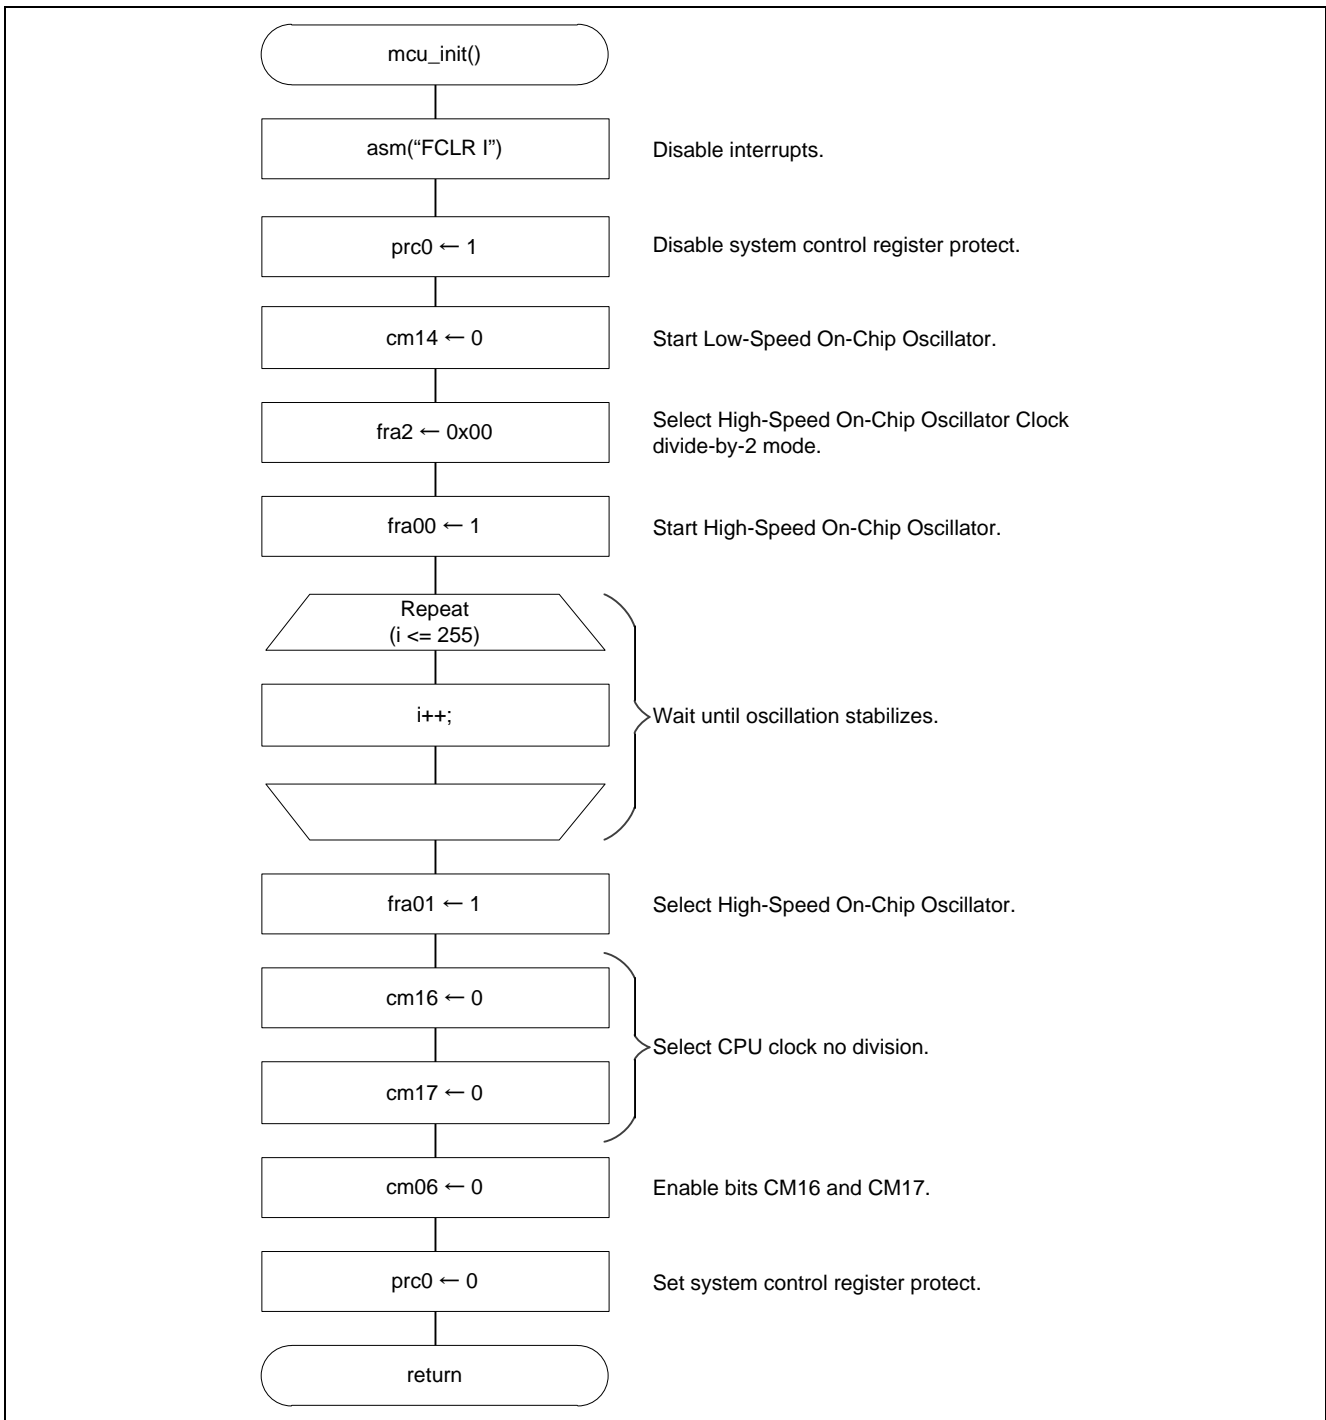 mcu_init()
asm(“FCLR I”)
Disable interrupts.
prc0 ← 1
Disable system control register protect.
cm14 ← 0
Start Low-Speed On-Chip Oscillator.
fra2 ← 0x00
Select High-Speed On-Chip Oscillator Clock
divide-by-2 mode.
fra00 ← 1
Start High-Speed On-Chip Oscillator.
Repeat
(i <= 255)
i++;
Wait until oscillation stabilizes.
fra01 ← 1
Select High-Speed On-Chip Oscillator.
cm16 ← 0
Select CPU clock no division.
cm17 ← 0
cm06 ← 0
Enable bits CM16 and CM17.
prc0 ← 0
Set system control register protect.
return